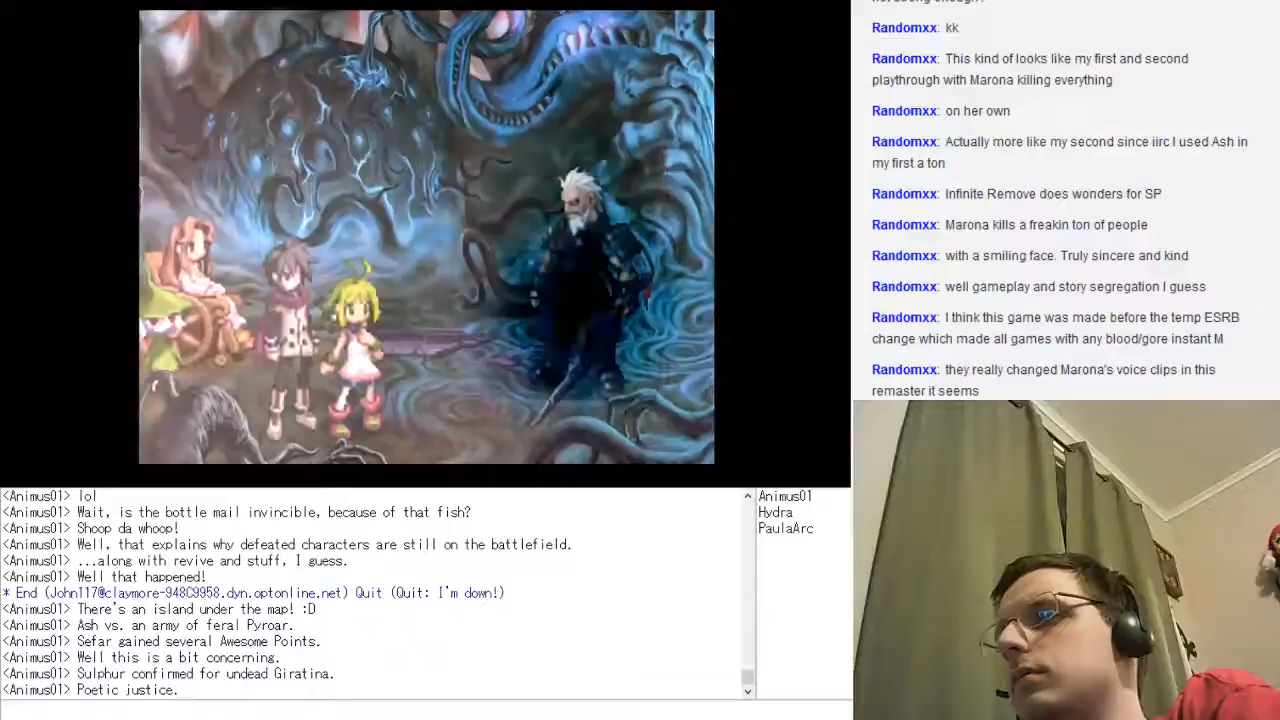 Randomxx: kk
Randomxx: This kind of looks like my first and second
playthrough with Marona killing everything
Randomxx: on her own
Randomxx: Actually more like my second since iirc I used Ash in
my first a ton
Randomxx: Infinite Remove does wonders for SP
Randomxx: Marona kills a freakin ton of people
Randomxx: with a smiling face. Truly sincere and kind
Randomxx: well gameplay and story segregation I guess
Randomxx: I think this game was made before the temp ESRB
change which made all games with any blood/gore instant M
Randomxx: they really changed Marona's voice clips in this
remaster it seems
<Animus01> lol
<Animus01> Wait, is the bottle mail invincible, because of that fish?
<Animus01> Shoop da whoop!
<Animus01> Well, that explains why defeated characters are still on the battlefield.
<Animus01> ...along with revive and stuff, I guess.
<Animus01> Well that happened!
* End (John117@claymore-948C9958.dyn.optonline.net) Quit (Quit: I'm down!)
<Animus01> There's an island under the map! :D
<Animus01> Ash vs. an army of feral Pyroar.
<Animus01> Sefar gained several Awesome Points.
<Animus01> Well this is a bit concerning.
<Animus01> Sulphur confirmed for undead Giratina.
<Animus01> Poetic justice.
Animus01
Hydra
PaulaArc